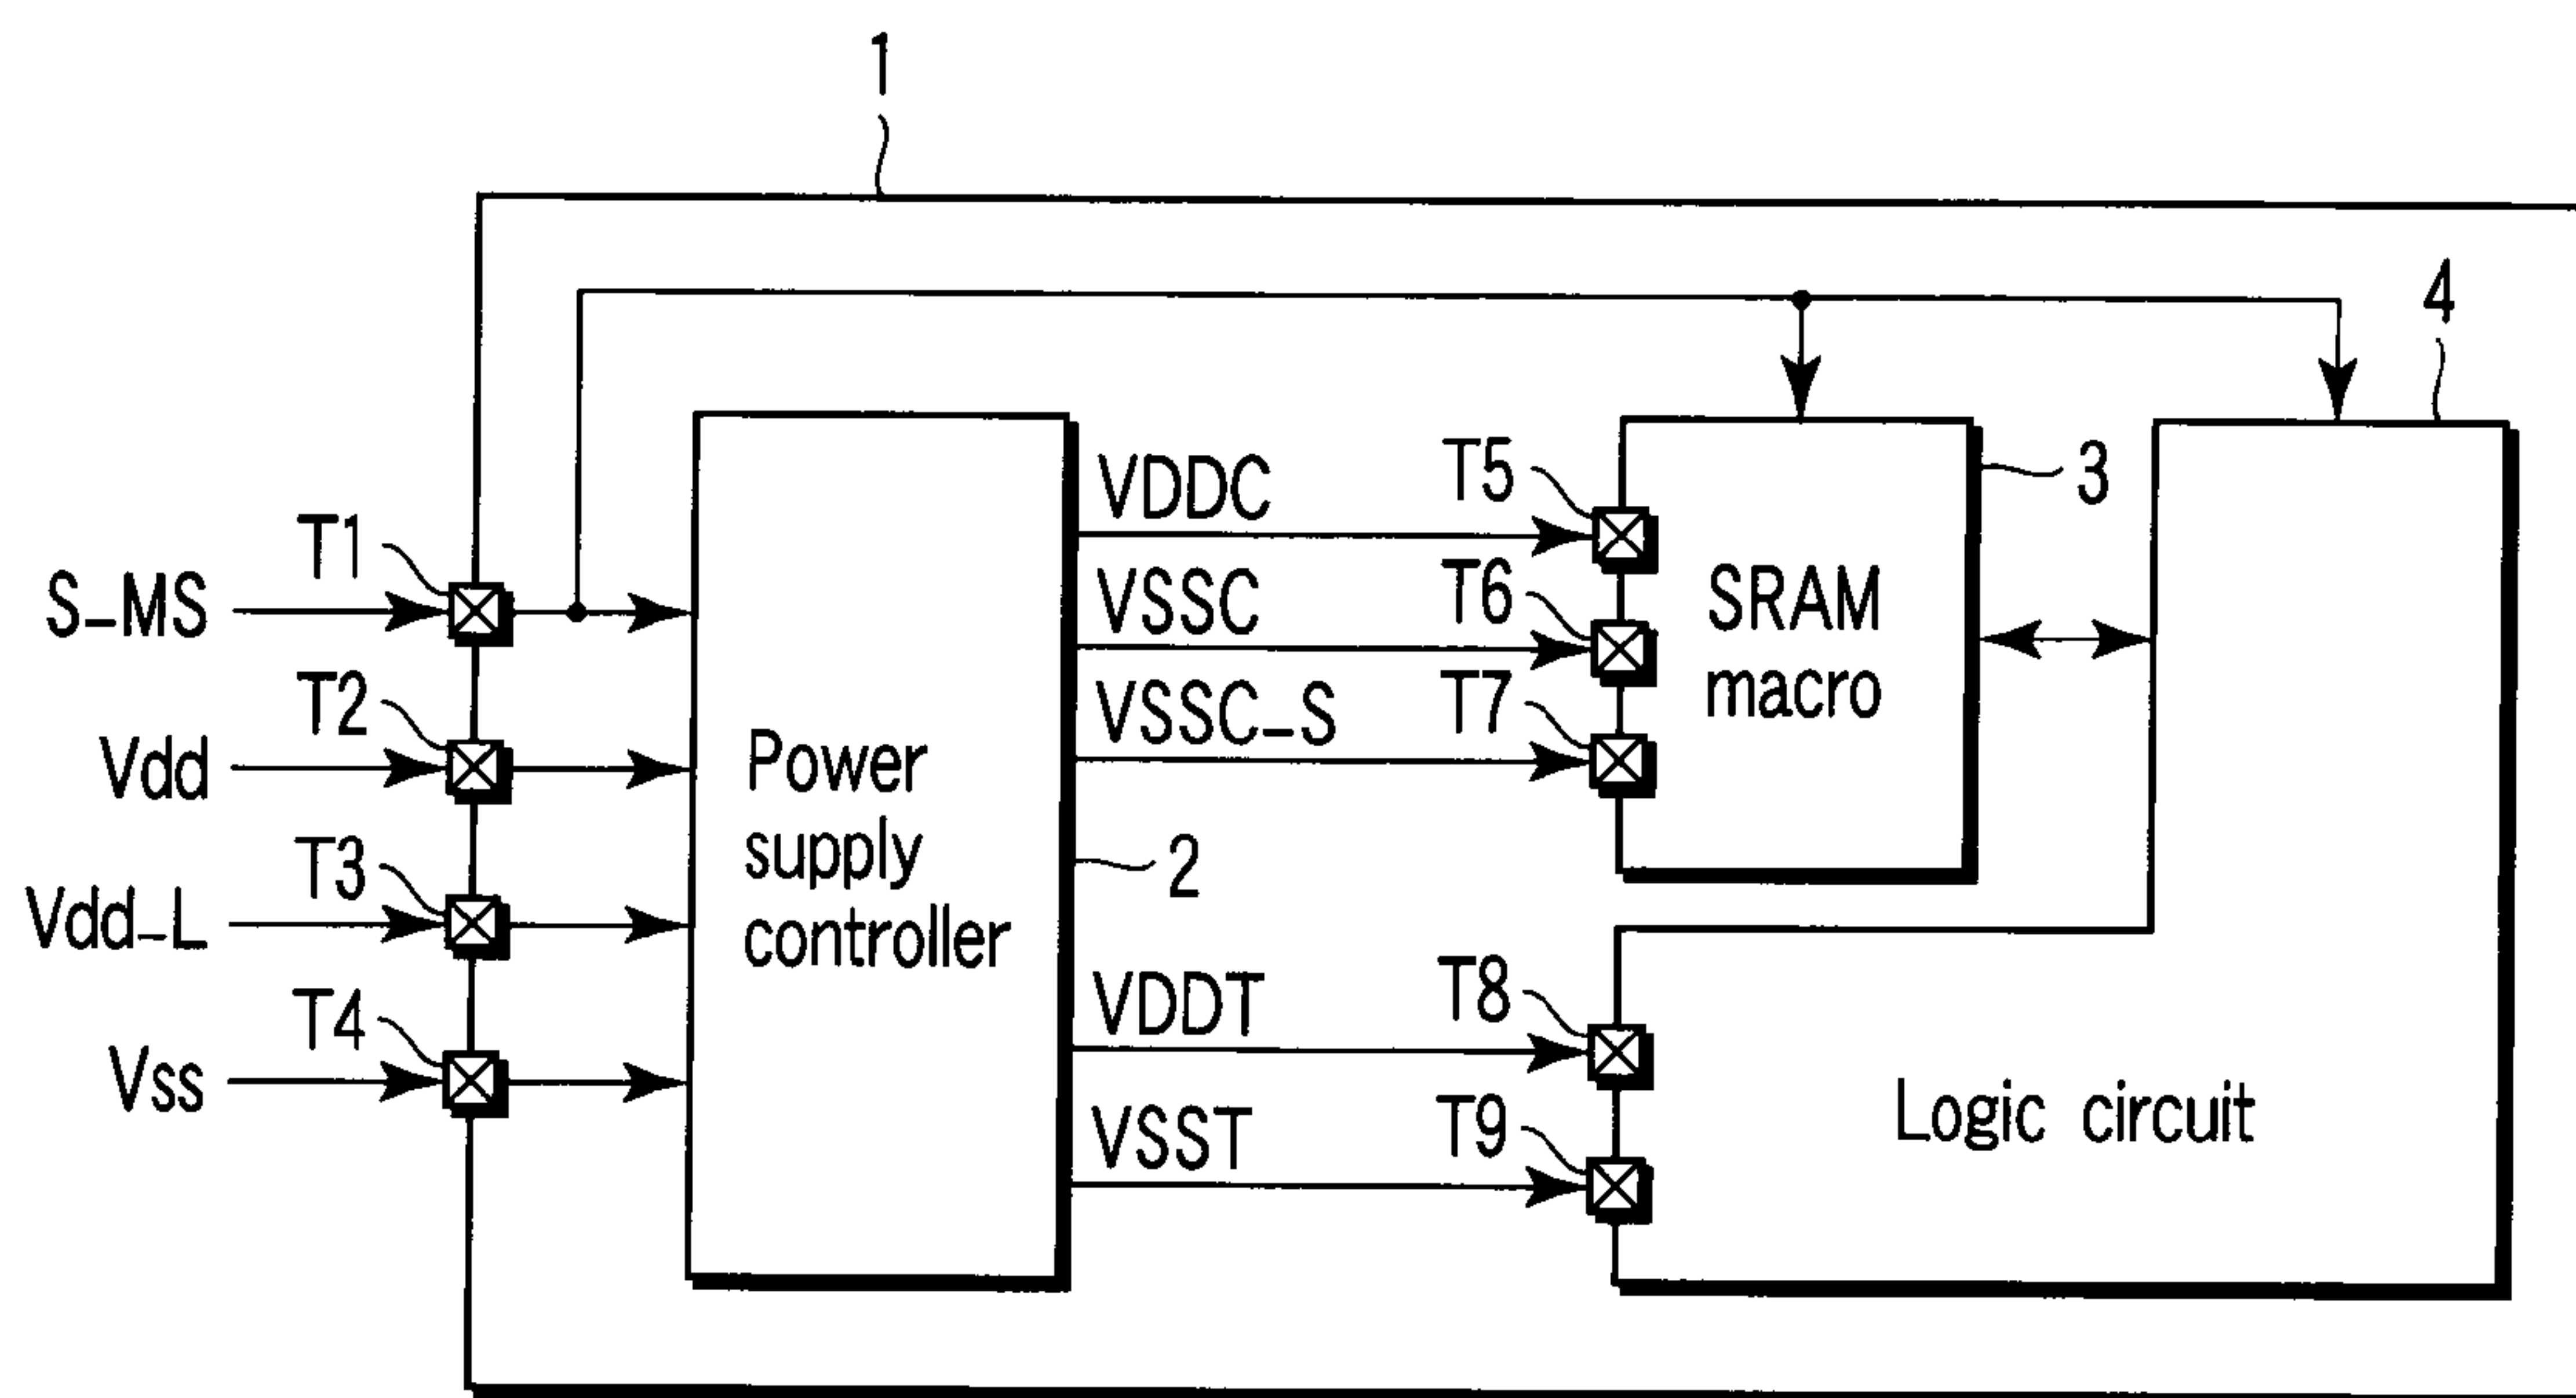 1
4
VDDC
T5
3
T1
S-MS
VSSC
T6
SRAM
macro
T2
Vdd
VSSC-S
T7
Power
supply
controller
T3
Vdd-L
2
T4
Vss
VDDT
T8
VSST
T9
Logic circuit